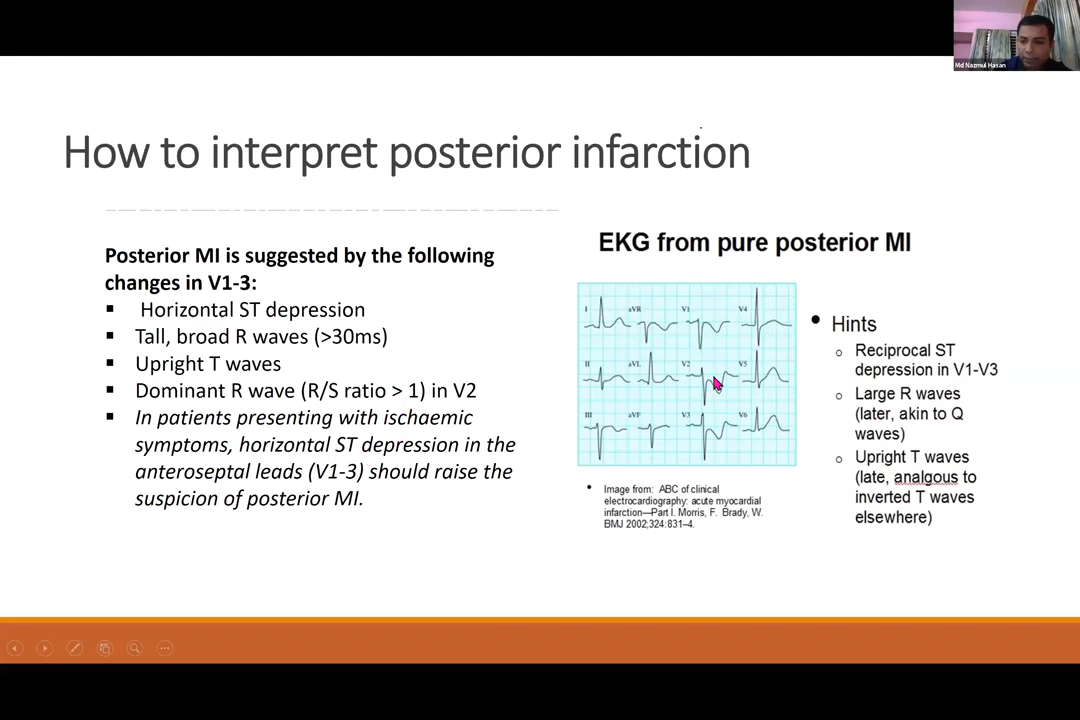 Md Nazmul Hasan
How to interpret posterior infarction
Posterior MI is suggested by the following
changes in V1-3:
Horizontal ST depression
Tall, broad R waves (>30ms)
Upright T waves
Dominant R wave (R/S ratio > 1) in V2
In patients presenting with ischaemic
symptoms, horizontal ST depression in the
anteroseptal leads (V1-3) should raise the
suspicion of posterior MI.
EKG from pure posterior MI
I aVR V1 V4
II aVL V2 V5
III aVF V3 V6
Image from: ABC of clinical
electrocardiography: acute myocardial
infarction—Part I. Morris, F. Brady, W.
BMJ 2002;324:831–4.
Hints
Reciprocal ST
depression in V1-V3
Large R waves
(later, akin to Q
waves)
Upright T waves
(late, analgous to
inverted T waves
elsewhere)